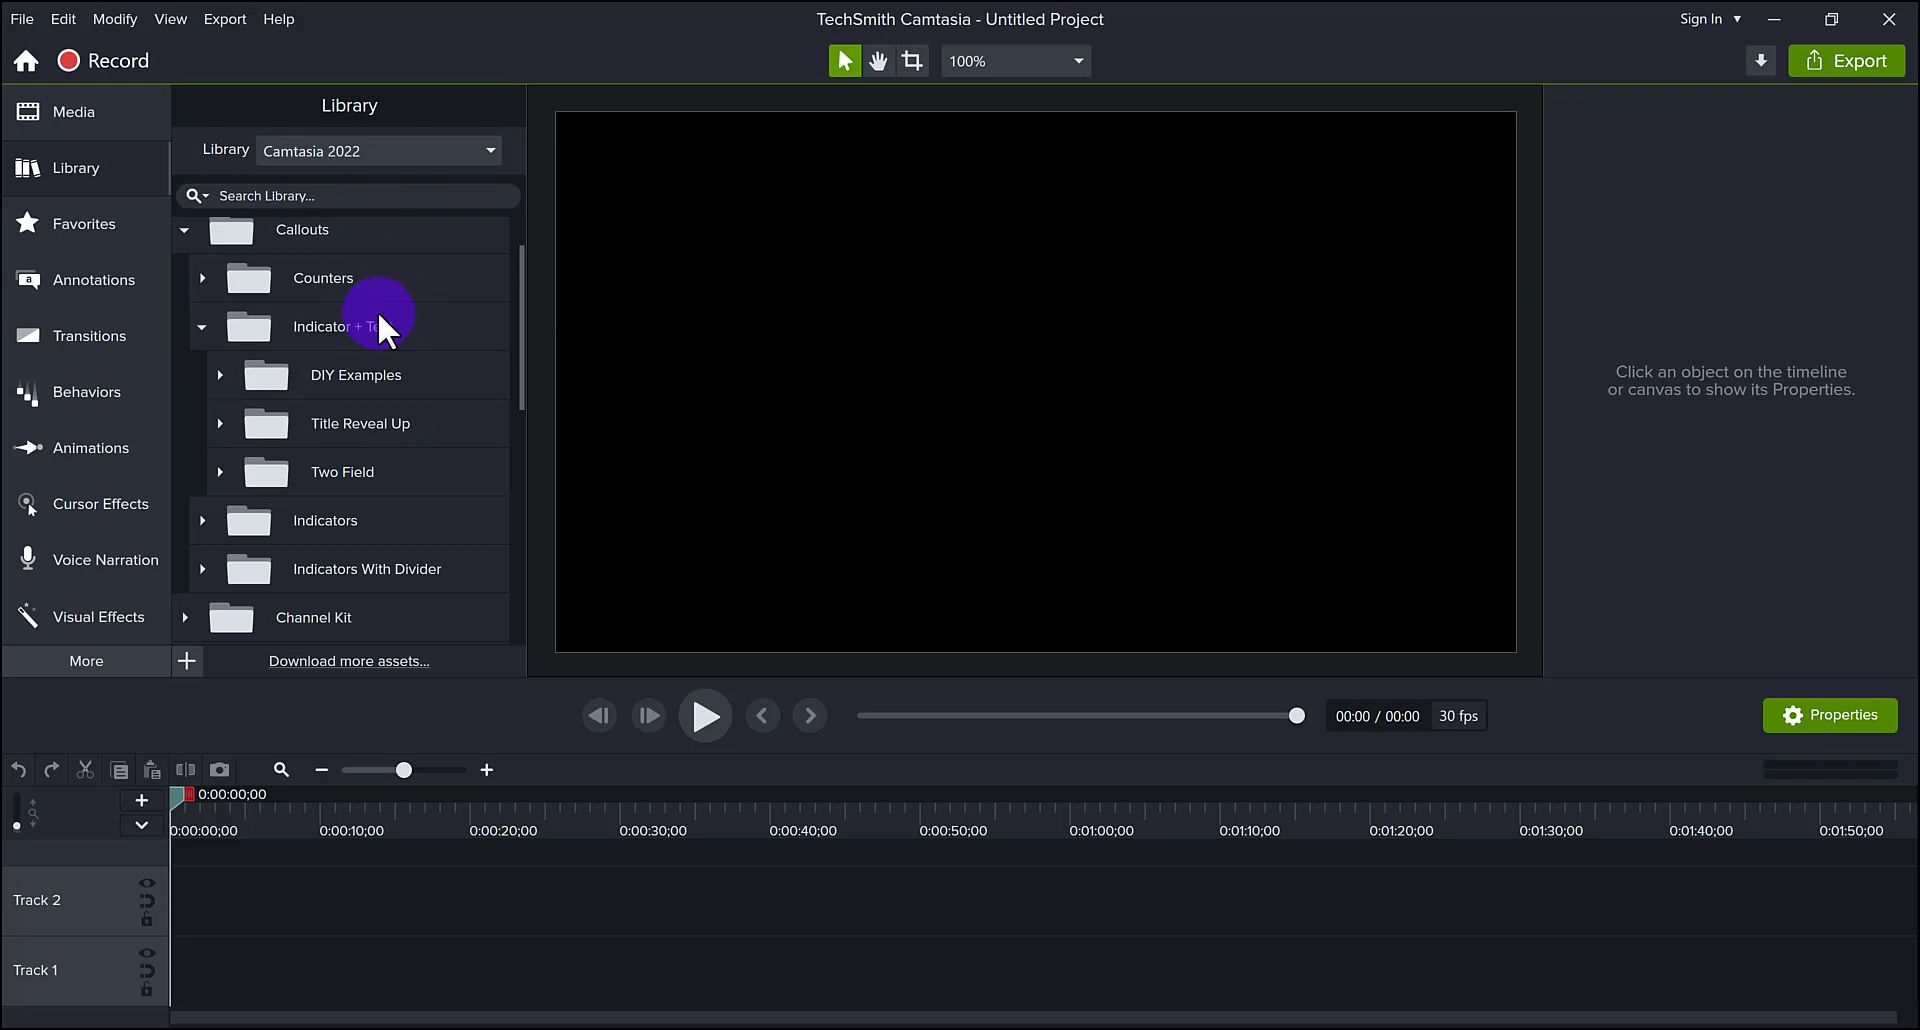 File Edit Modify View Export Help
TechSmith Camtasia - Untitled Project
Sign In
Record
100%
Export
Media
Library
Favorites
Annotations
Transitions
Behaviors
Animations
Cursor Effects
Voice Narration
Visual Effects
More
Library
Library Camtasia 2022
Search Library...
Callouts
Counters
Indicator +
DIY Examples
Title Reveal Up
Two Field
Indicators
Indicators With Divider
Channel Kit
Download more assets...
Click an object on the timeline
or canvas to show its Properties.
00:00 / 00:00 30 fps
Properties
0:00:00;00
0:00:00;00 0:00:10;00 0:00:20;00 0:00:30;00 0:00:40;00 0:00:50;00 0:01:00;00 0:01:10;00 0:01:20;00 0:01:30;00 0:01:40;00 0:01:50;00
Track 2
Track 1